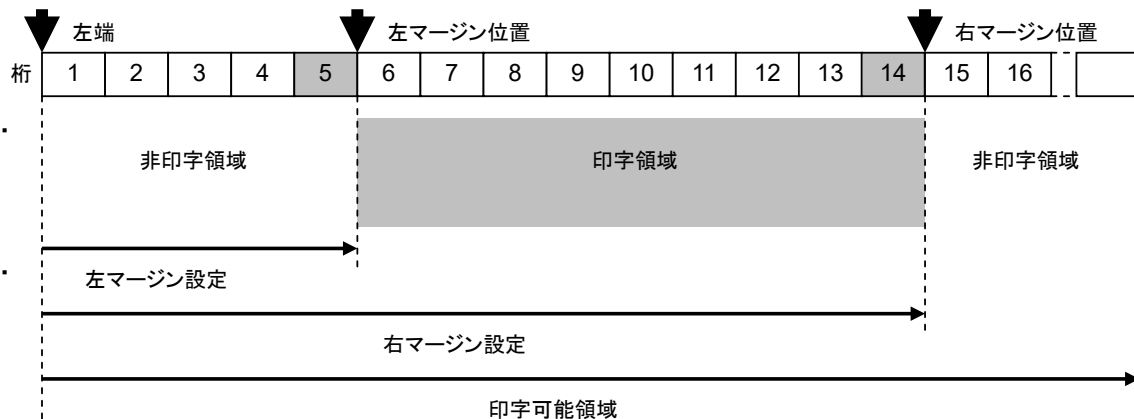 左端 左マージン位置 右マージン位置
桁 1 2 3 4 5 6 7 8 9 10 11 12 13 14 15 16
非印字領域 印字領域 非印字領域
左マージン設定
右マージン設定
印字可能領域